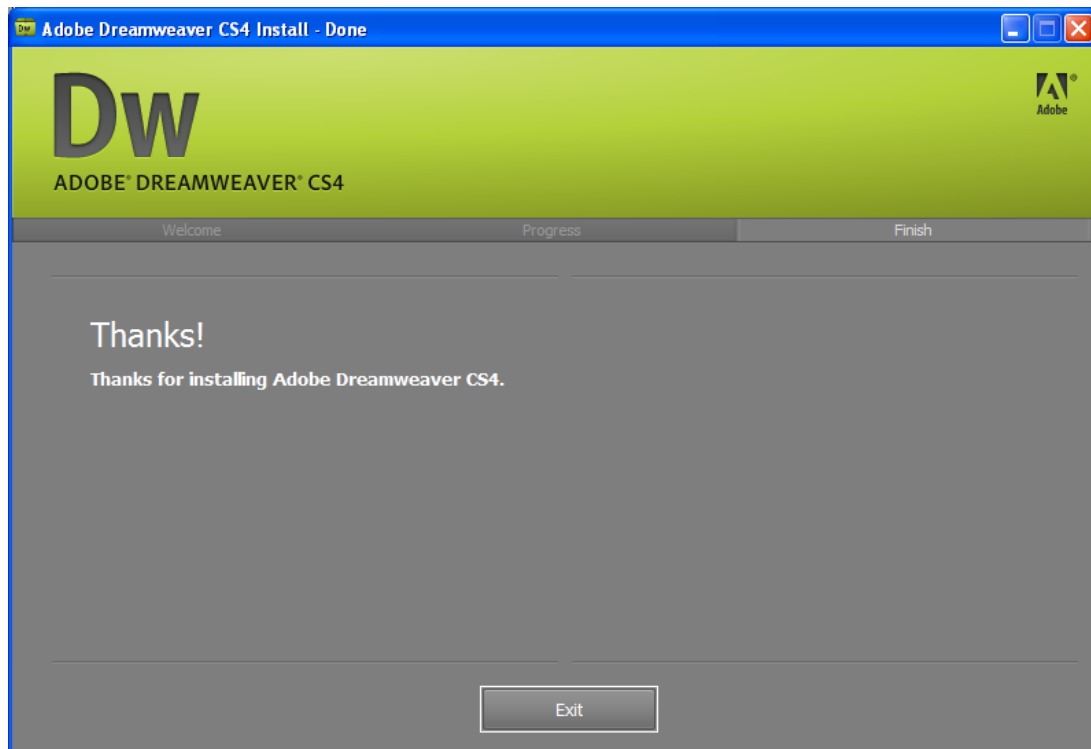 Adobe Dreamweaver CS4 Install - Done
Dw
Adobe
ADOBE® DREAMWEAVER® CS4
Welcome Progress Finish
Thanks!
Thanks for installing Adobe Dreamweaver CS4.
Exit